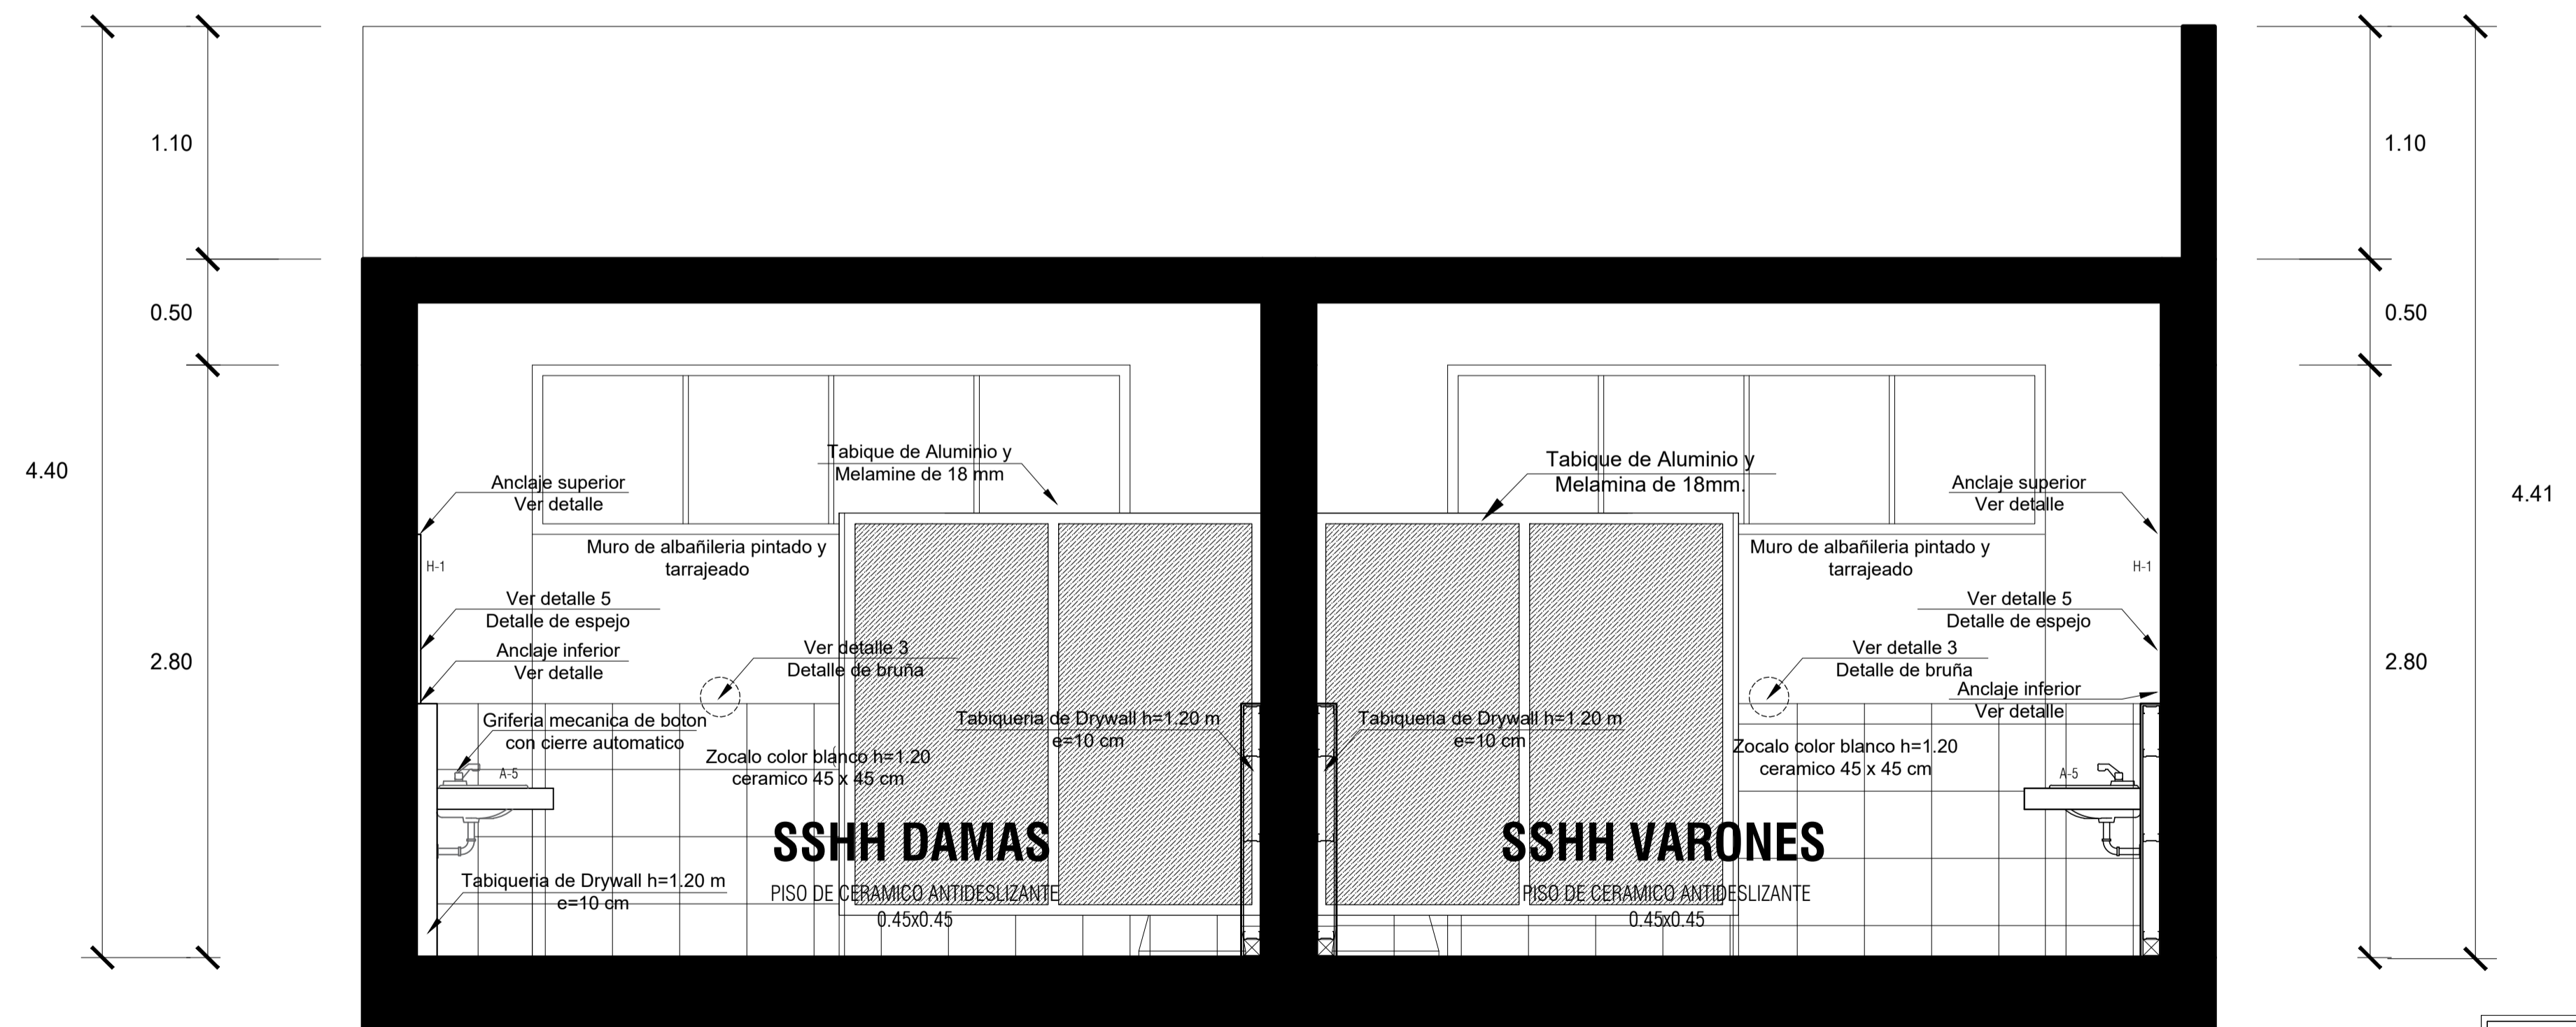 1.10
1.10
0.50
0.50
4.40
4.41
2.80
2.80
Tabique de Aluminio y
Melamine de 18 mm
Anclaje superior
Ver detalle
Muro de albañileria pintado y
tarrajeado
H-1
Ver detalle 5
Detalle de espejo
Anclaje inferior
Ver detalle
Ver detalle 3
Detalle de bruña
Griferia mecanica de boton
con cierre automatico
A-5
Zocalo color blanco h=1.20
ceramico 45 x 45 cm
Tabiqueria de Drywall h=1.20 m
e=10 cm
SSHH DAMAS
PISO DE CERAMICO ANTIDESLIZANTE
0.45x0.45
Tabiqueria de Drywall h=1.20 m
e=10 cm
Tabique de Aluminio y
Melamina de 18mm.
Anclaje superior
Ver detalle
Muro de albañileria pintado y
tarrajeado
H-1
Ver detalle 5
Detalle de espejo
Ver detalle 3
Detalle de bruña
Anclaje inferior
Ver detalle
Tabiqueria de Drywall h=1.20 m
e=10 cm
Zocalo color blanco h=1.20
ceramico 45 x 45 cm
A-5
SSHH VARONES
PISO DE CERAMICO ANTIDESLIZANTE
0.45x0.45